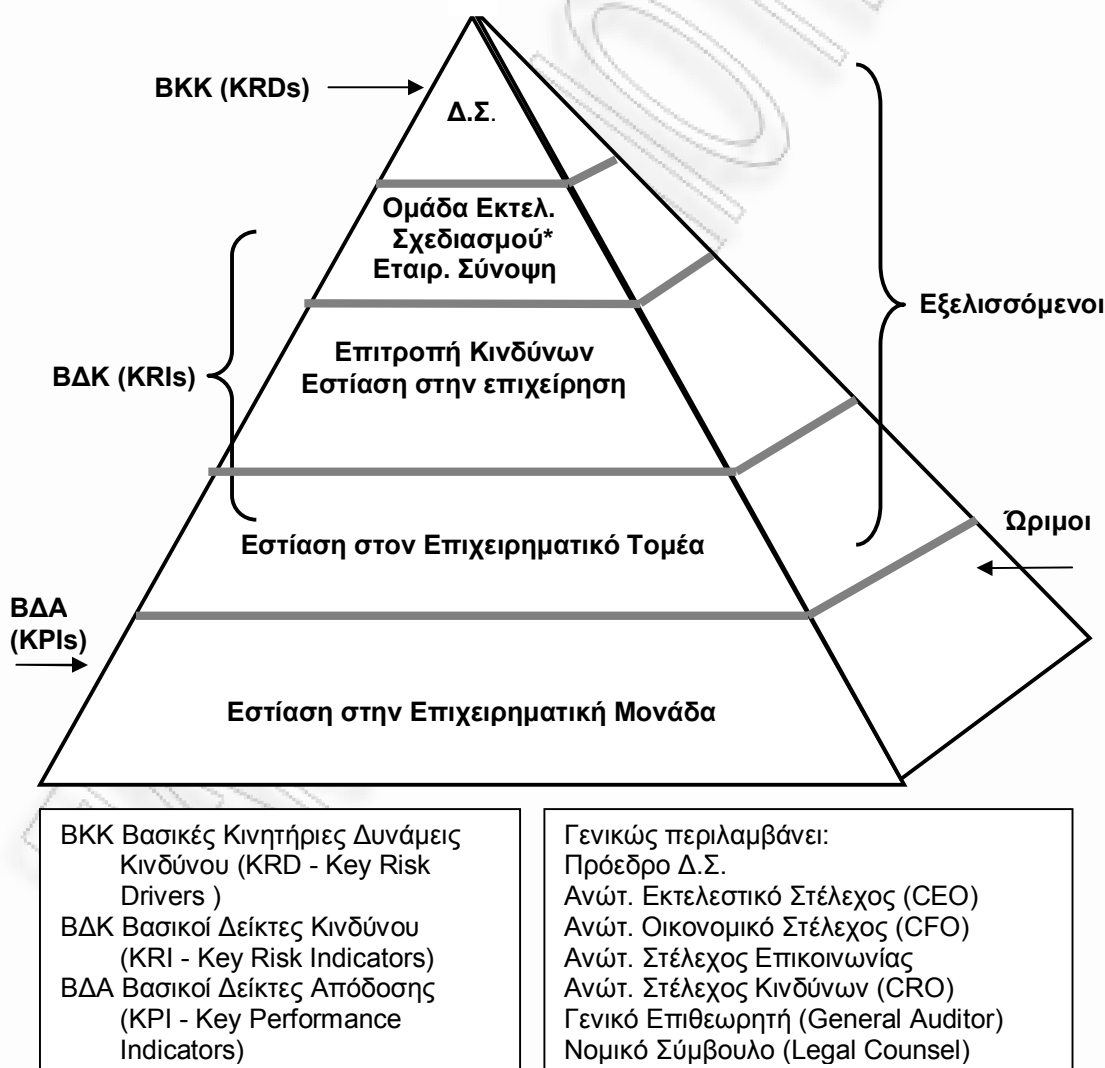 ΒΚΚ (KRDs)
Δ.Σ.
Ομάδα Εκτελ.
Σχεδιασμού*
Εταιρ. Σύνοψη
Εξελισσόμενοι
Επιτροπή Κινδύνων
Εστίαση στην επιχείρηση
ΒΔΚ (KRIs)
Ώριμοι
Εστίαση στον Επιχειρηματικό Τομέα
ΒΔΑ
(KPIs)
Εστίαση στην Επιχειρηματική Μονάδα
ΒΚΚ Βασικές Κινητήριες Δυνάμεις
Κινδύνου (KRD - Key Risk
Drivers )
ΒΔΚ Βασικοί Δείκτες Κινδύνου
(KRI - Key Risk Indicators)
ΒΔΑ Βασικοί Δείκτες Απόδοσης
(KPI - Key Performance
Indicators)
Γενικώς περιλαμβάνει:
Πρόεδρο Δ.Σ.
Ανώτ. Εκτελεστικό Στέλεχος (CEO)
Ανώτ. Οικονομικό Στέλεχος (CFO)
Ανώτ. Στέλεχος Επικοινωνίας
Ανώτ. Στέλεχος Κινδύνων (CRO)
Γενικό Επιθεωρητή (General Auditor)
Νομικό Σύμβουλο (Legal Counsel)